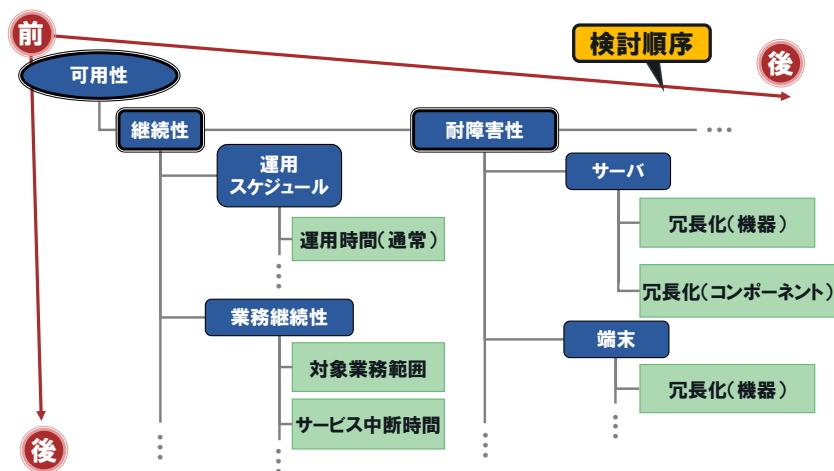 前
検討順序
後
可用性
継続性
耐障害性
…
運用
スケジュール
サーバ
運用時間(通常)
冗長化(機器)
冗長化(コンポーネント)
業務継続性
端末
対象業務範囲
冗長化(機器)
サービス中断時間
後